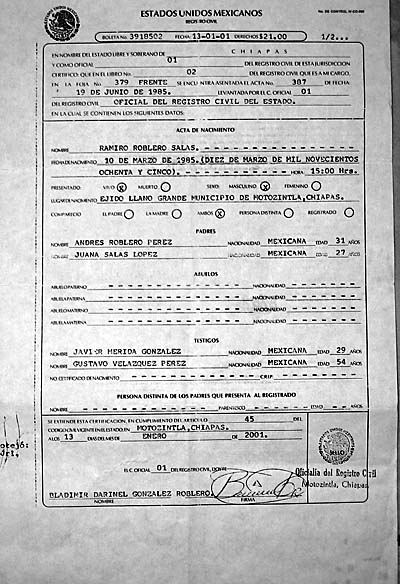 ESTADOS UNIDOS MEXICANOS
REGISTRO CIVIL
BOLETA No. 3918502 FECHA 13-01-01 DERECHOS $21.00 1/2...
EN NOMBRE DEL ESTADO LIBRE Y SOBERANO DE CHIAPAS
Y COMO OFICIAL 01 DEL REGISTRO CIVIL DE ESTA JURISDICCION
CERTIFICO: QUE EN EL LIBRO No. 02 DEL REGISTRO CIVIL QUE ES A MI CARGO,
EN LA FOJA No. 379 FRENTE SE ENCUENTRA ASENTADA EL ACTA No. 387 DE FECHA
19 DE JUNIO DE 1985. LEVANTADA POR EL C. OFICIAL 01
DEL REGISTRO CIVIL OFICIAL DEL REGISTRO CIVIL DEL ESTADO.
EN LA CUAL SE CONTIENEN LOS SIGUIENTES DATOS:
ACTA DE NACIMIENTO
NOMBRE RAMIRO ROBLERO SALAS.
FECHA DE NACIMIENTO 10 DE MARZO DE 1985.(DIEZ DE MARZO DE MIL NOVECIENTOS
OCHENTA Y CINCO). HORA 15:00 Hrs.
PRESENTADO: VIVO X MUERTO SEXO: MASCULINO X FEMENINO
LUGAR DE NACIMIENTO EJIDO LLANO GRANDE MUNICIPIO DE MOTOZINTLA,CHIAPAS.
COMPARECIO EL PADRE LA MADRE AMBOS X PERSONA DISTINTA REGISTRADO
PADRES
NOMBRE ANDRES ROBLERO PEREZ NACIONALIDAD MEXICANA EDAD 31 AÑOS
NOMBRE JUANA SALAS LOPEZ NACIONALIDAD MEXICANA EDAD 27 AÑOS
ABUELOS
ABUELO PATERNO NACIONALIDAD
ABUELA PATERNA NACIONALIDAD
ABUELO MATERNO NACIONALIDAD
ABUELA MATERNA NACIONALIDAD
TESTIGOS
NOMBRE JAVIER MERIDA GONZALEZ NACIONALIDAD MEXICANA EDAD 29 AÑOS
NOMBRE GUSTAVO VELAZQUEZ PEREZ NACIONALIDAD MEXICANA EDAD 54 AÑOS
No. CERTIFICADO DE NACIMIENTO CRIP
PERSONA DISTINTA DE LOS PADRES QUE PRESENTA AL REGISTRADO
NOMBRE PARENTESCO EDAD AÑOS
SE EXTIENDE ESTA CERTIFICACION, EN CUMPLIMIENTO DEL ARTICULO 45 DEL
CODIGO CIVIL VIGENTE EN EL ESTADO EN MOTOZINTLA,CHIAPAS.
A LOS 13 DIAS DEL MES DE ENERO DE 2001.
EL C. OFICIAL 01 DEL REGISTRO CIVIL
Oficialia del Registro Civil
Motozintla, Chiapas
BLADIMIR DARINEL GONZALEZ ROBLERO
NOMBRE FIRMA
otejó: